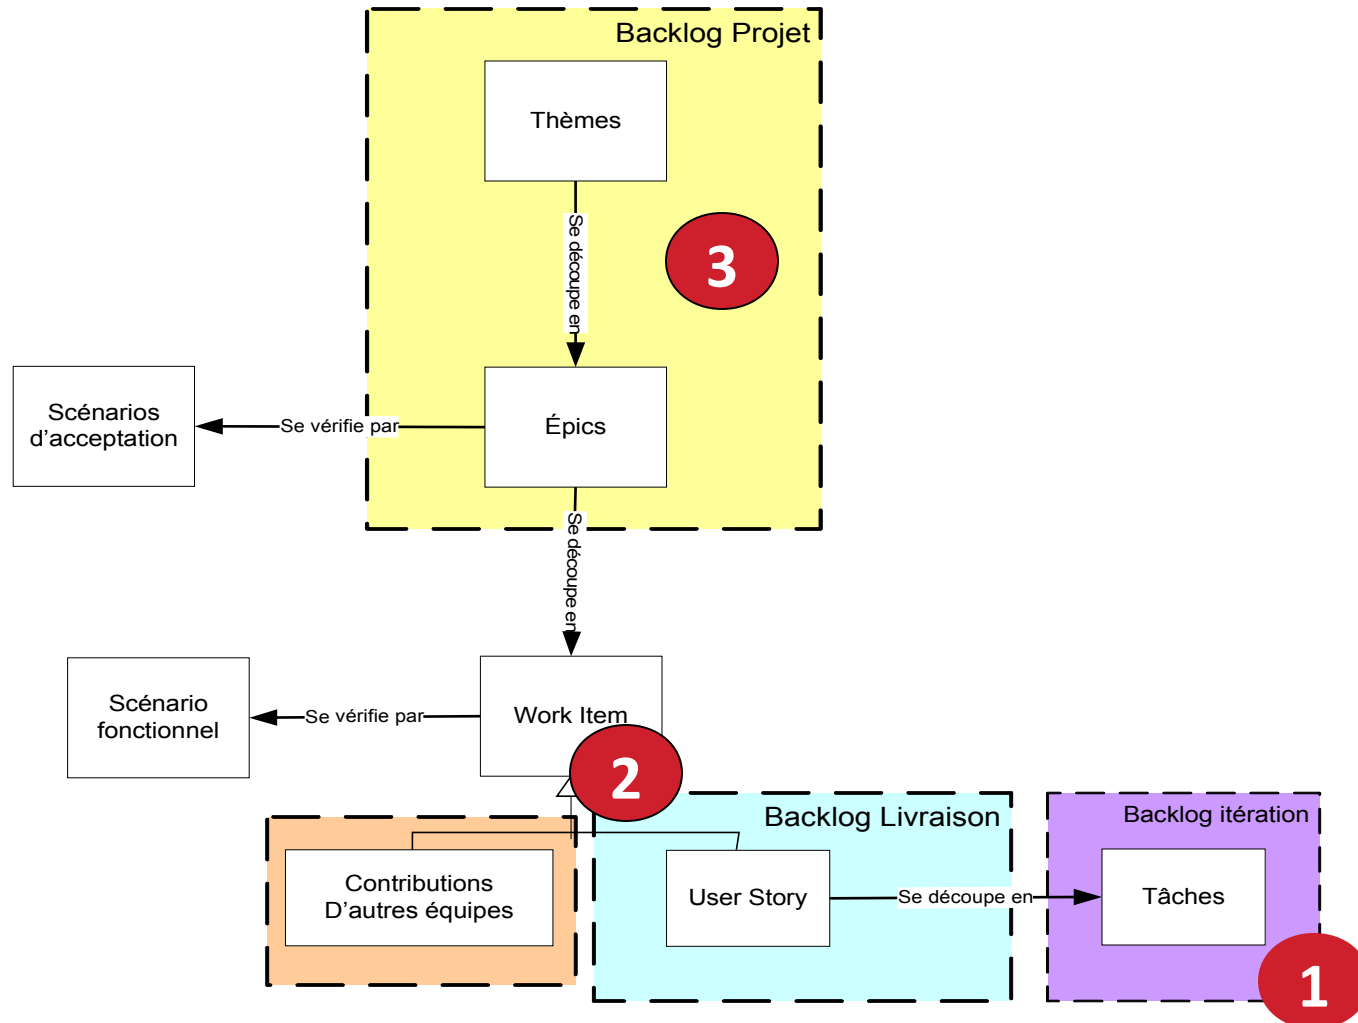 Backlog Projet
Thèmes
Se découpe en
3
Scénarios
d’acceptation
Se vérifie par
Épics
Se découpe en
Scénario
fonctionnel
Se vérifie par
Work Item
2
Backlog Livraison
Backlog itération
Contributions
D’autres équipes
User Story
Se découpe en
Tâches
1